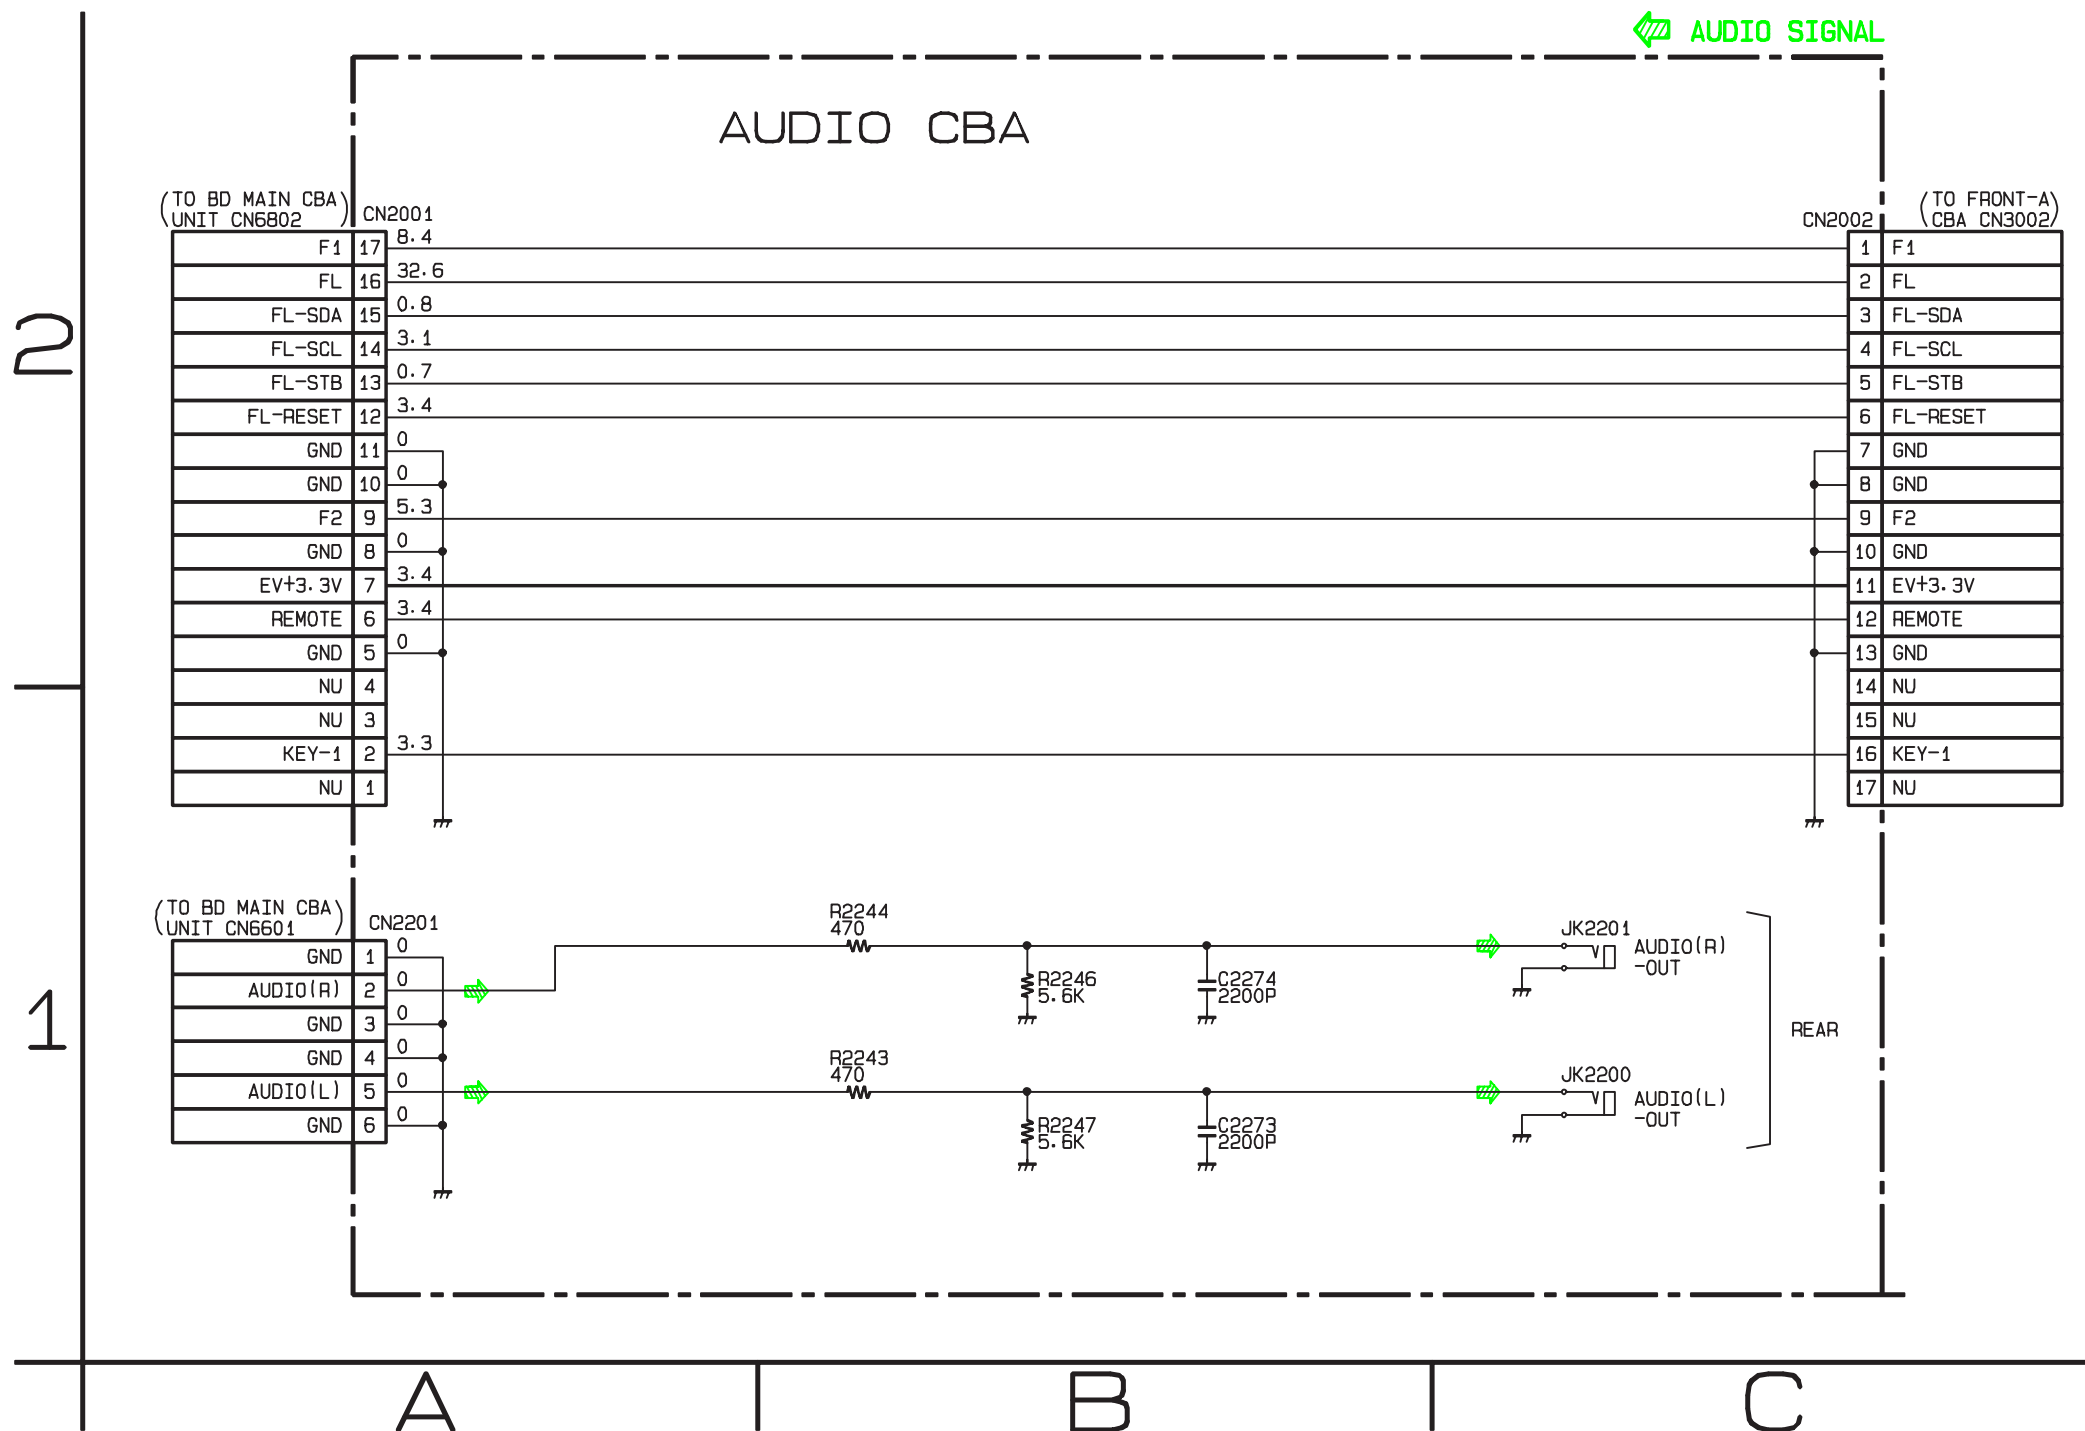 AUDIO SIGNAL
AUDIO CBA
(TO BD MAIN CBA)
(UNIT CN6802)
CN2001
F1 17 8.4
FL 16 32.6
FL-SDA 15 0.8
FL-SCL 14 3.1
FL-STB 13 0.7
FL-RESET 12 3.4
GND 11 0
GND 10 0
F2 9 5.3
GND 8 0
EV+3.3V 7 3.4
REMOTE 6 3.4
GND 5 0
NU 4
NU 3
KEY-1 2 3.3
NU 1
(TO FRONT-A)
(CBA CN3002)
CN2002
1 F1
2 FL
3 FL-SDA
4 FL-SCL
5 FL-STB
6 FL-RESET
7 GND
8 GND
9 F2
10 GND
11 EV+3.3V
12 REMOTE
13 GND
14 NU
15 NU
16 KEY-1
17 NU
2
(TO BD MAIN CBA)
(UNIT CN6601)
CN2201
GND 1 0
AUDIO(R) 2 0
GND 3 0
GND 4 0
AUDIO(L) 5 0
GND 6 0
R2244
470
R2246
5.6K
C2274
2200P
JK2201
AUDIO(R)
-OUT
R2243
470
R2247
5.6K
C2273
2200P
JK2200
AUDIO(L)
-OUT
REAR
1
A B C